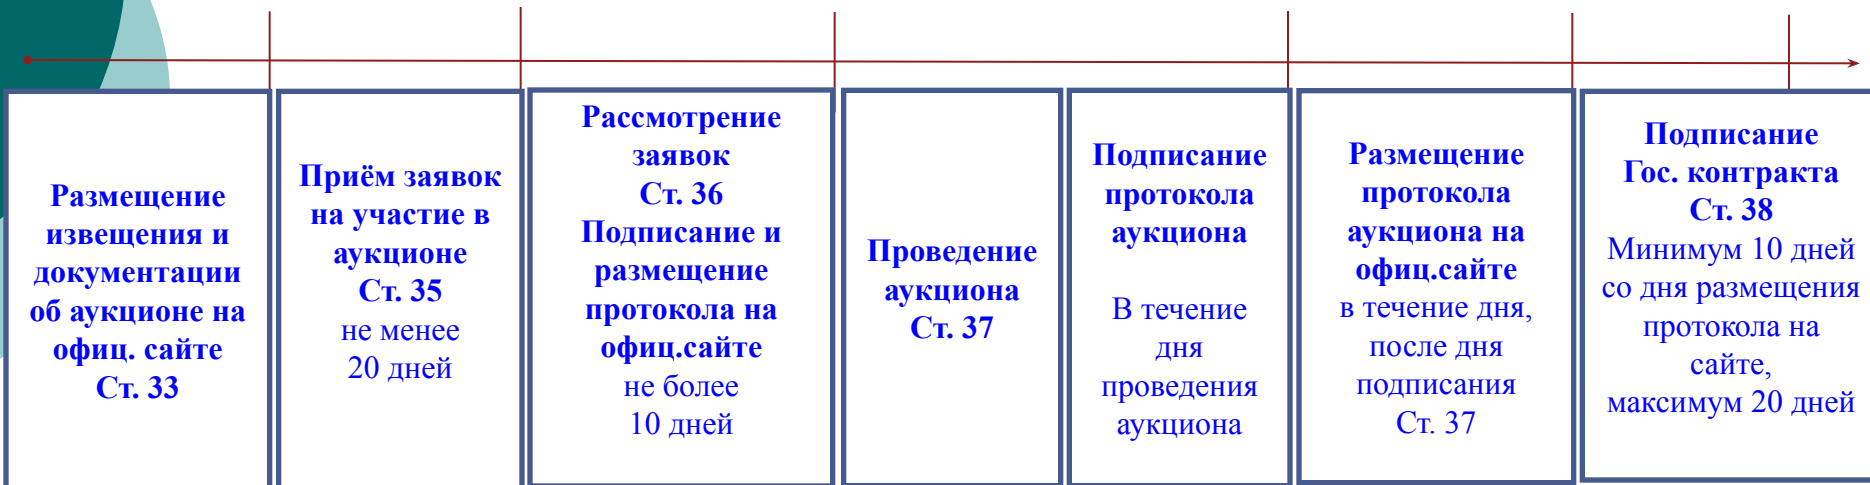 Размещение
извещения и
документации
об аукционе на
офиц. сайте
Ст. 33
Приём заявок
на участие в
аукционе
Ст. 35
не менее
20 дней
Рассмотрение
заявок
Ст. 36
Подписание и
размещение
протокола на
офиц.сайте
не более
10 дней
Проведение
аукциона
Ст. 37
Подписание
протокола
аукциона
В течение
дня
проведения
аукциона
Размещение
протокола
аукциона на
офиц.сайте
в течение дня,
после дня
подписания
Ст. 37
Подписание
Гос. контракта
Ст. 38
Минимум 10 дней
со дня размещения
протокола на
сайте,
максимум 20 дней